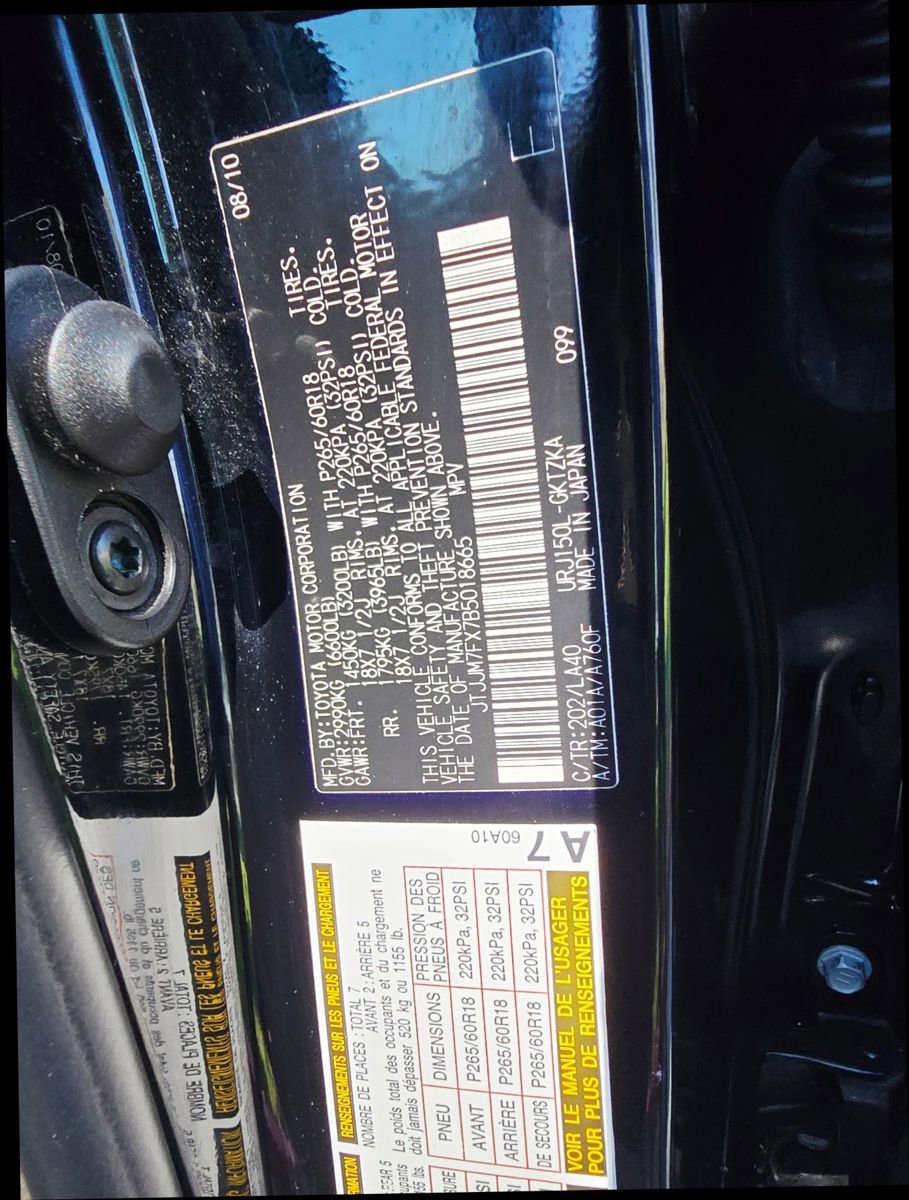 08/10
MFD. BY:TOYOTA MOTOR CORPORATION
GVWR:2990KG (6600LB)
GAWR:FRT. 1450KG (3200LB) WITH P265/60R18 TIRES.
18X7 1/2J RIMS. AT 220KPA (32PSI) COLD.
RR. 1795KG (3965LB) WITH P265/60R18 TIRES.
18X7 1/2J RIMS. AT 220KPA (32PSI) COLD.
THIS VEHICLE CONFORMS TO ALL APPLICABLE FEDERAL MOTOR
VEHICLE SAFETY AND THEFT PREVENTION STANDARDS IN EFFECT ON
THE DATE OF MANUFACTURE SHOWN ABOVE.
JTJJM7FX7B5018665 MPV
C/TR:202/LA40 URJ150L-GKTZKA 099
A/TM:A01A/A760F MADE IN JAPAN
A7
60A10
RENSEIGNEMENTS SUR LES PNEUS ET LE CHARGEMENT
NOMBRE DE PLACES :TOTAL 7
AVANT 2:ARRIÈRE 5
Le poids total des occupants et du chargement ne
doit jamais dépasser 520 kg ou 1155 lb.
PNEU DIMENSIONS PRESSION DES PNEUS À FROID
AVANT P265/60R18 220kPa, 32PSI
ARRIÈRE P265/60R18 220kPa, 32PSI
DE SECOURS P265/60R18 220kPa, 32PSI
VOIR LE MANUEL DE L'USAGER
POUR PLUS DE RENSEIGNEMENTS